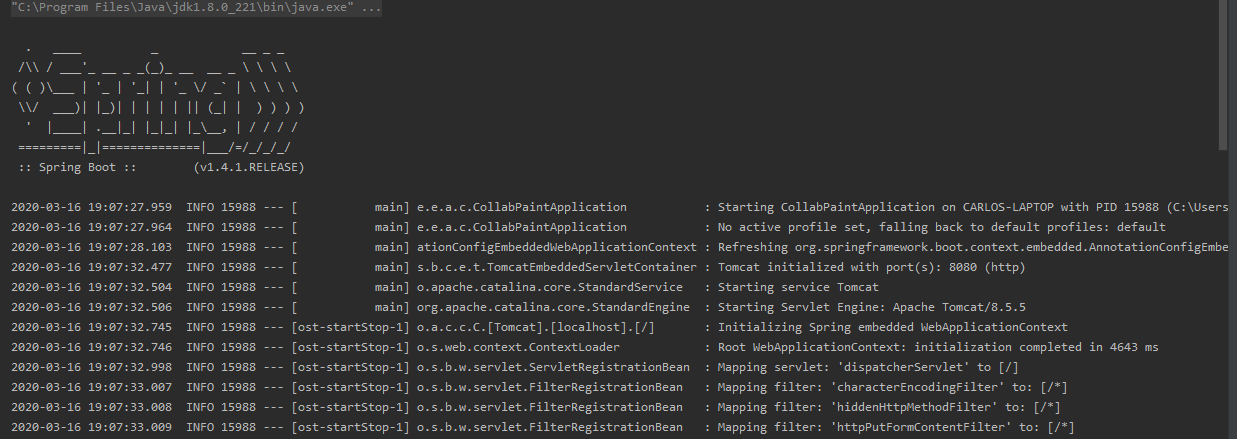 "C:\Program Files\Java\jdk1.8.0_221\bin\java.exe" ...
  .   ____          _            __ _ _
 /\\ / ___'_ __ _ _(_)_ __  __ _ \ \ \ \
( ( )\___ | '_ | '_| | '_ \/ _` | \ \ \ \
 \\/  ___)| |_)| | | | | || (_| |  ) ) ) )
  '  |____| .__|_| |_|_| |_\__, | / / / /
 =========|_|==============|___/=/_/_/_/
 :: Spring Boot ::        (v1.4.1.RELEASE)
2020-03-16 19:07:27.959  INFO 15988 --- [           main] e.e.a.c.CollabPaintApplication           : Starting CollabPaintApplication on CARLOS-LAPTOP with PID 15988 (C:\Users
2020-03-16 19:07:27.964  INFO 15988 --- [           main] e.e.a.c.CollabPaintApplication           : No active profile set, falling back to default profiles: default
2020-03-16 19:07:28.103  INFO 15988 --- [           main] ationConfigEmbeddedWebApplicationContext : Refreshing org.springframework.boot.context.embedded.AnnotationConfigEmbe
2020-03-16 19:07:32.477  INFO 15988 --- [           main] s.b.c.e.t.TomcatEmbeddedServletContainer : Tomcat initialized with port(s): 8080 (http)
2020-03-16 19:07:32.504  INFO 15988 --- [           main] o.apache.catalina.core.StandardService   : Starting service Tomcat
2020-03-16 19:07:32.506  INFO 15988 --- [           main] org.apache.catalina.core.StandardEngine  : Starting Servlet Engine: Apache Tomcat/8.5.5
2020-03-16 19:07:32.745  INFO 15988 --- [ost-startStop-1] o.a.c.c.C.[Tomcat].[localhost].[/]       : Initializing Spring embedded WebApplicationContext
2020-03-16 19:07:32.746  INFO 15988 --- [ost-startStop-1] o.s.web.context.ContextLoader            : Root WebApplicationContext: initialization completed in 4643 ms
2020-03-16 19:07:32.998  INFO 15988 --- [ost-startStop-1] o.s.b.w.servlet.ServletRegistrationBean  : Mapping servlet: 'dispatcherServlet' to [/]
2020-03-16 19:07:33.007  INFO 15988 --- [ost-startStop-1] o.s.b.w.servlet.FilterRegistrationBean   : Mapping filter: 'characterEncodingFilter' to: [/*]
2020-03-16 19:07:33.008  INFO 15988 --- [ost-startStop-1] o.s.b.w.servlet.FilterRegistrationBean   : Mapping filter: 'hiddenHttpMethodFilter' to: [/*]
2020-03-16 19:07:33.009  INFO 15988 --- [ost-startStop-1] o.s.b.w.servlet.FilterRegistrationBean   : Mapping filter: 'httpPutFormContentFilter' to: [/*]